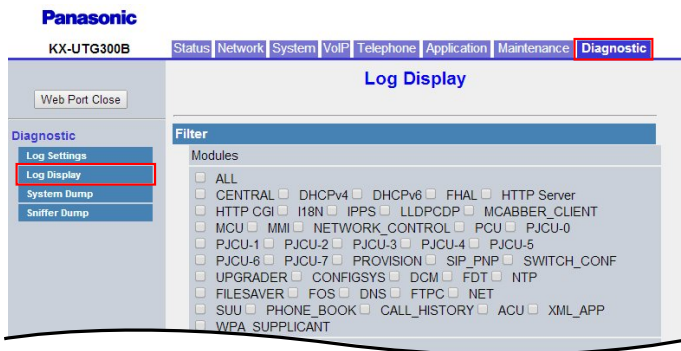 Panasonic
KX-UTG300B
Status Network System VoIP Telephone Application Maintenance Diagnostic
Log Display
Web Port Close
Diagnostic
Log Settings
Log Display
System Dump
Sniffer Dump
Filter
Modules
ALL
CENTRAL DHCPv4 DHCPv6 FHAL HTTP Server
HTTP CGI I18N IPPS LLDPCDP MCABBER_CLIENT
MCU MMI NETWORK_CONTROL PCU PJCU-0
PJCU-1 PJCU-2 PJCU-3 PJCU-4 PJCU-5
PJCU-6 PJCU-7 PROVISION SIP_PNP SWITCH_CONF
UPGRADER CONFIGSYS DCM FDT NTP
FILESAVER FOS DNS FTPC NET
SUU PHONE_BOOK CALL_HISTORY ACU XML_APP
WPA_SUPPLICANT